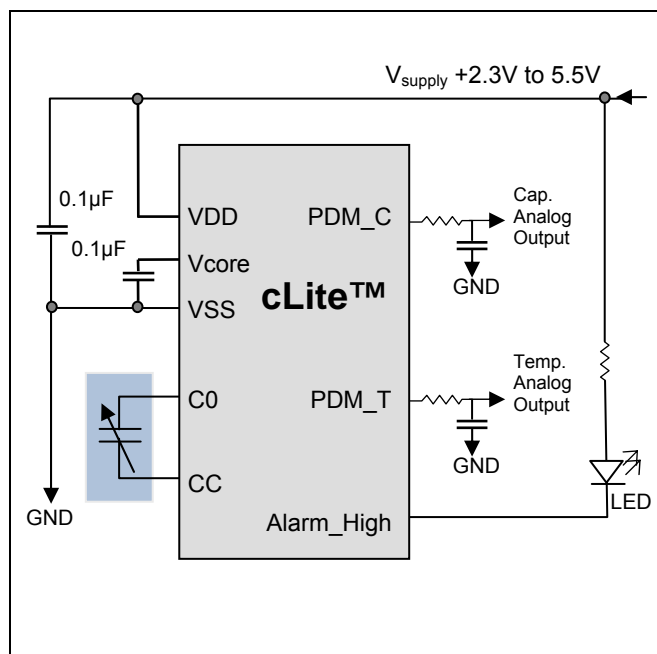 V_supply +2.3V to 5.5V
0.1µF
0.1µF
VDD
Vcore
VSS
C0
CC
cLite™
PDM_C
PDM_T
Alarm_High
Cap.
Analog
Output
GND
Temp.
Analog
Output
GND
LED
GND